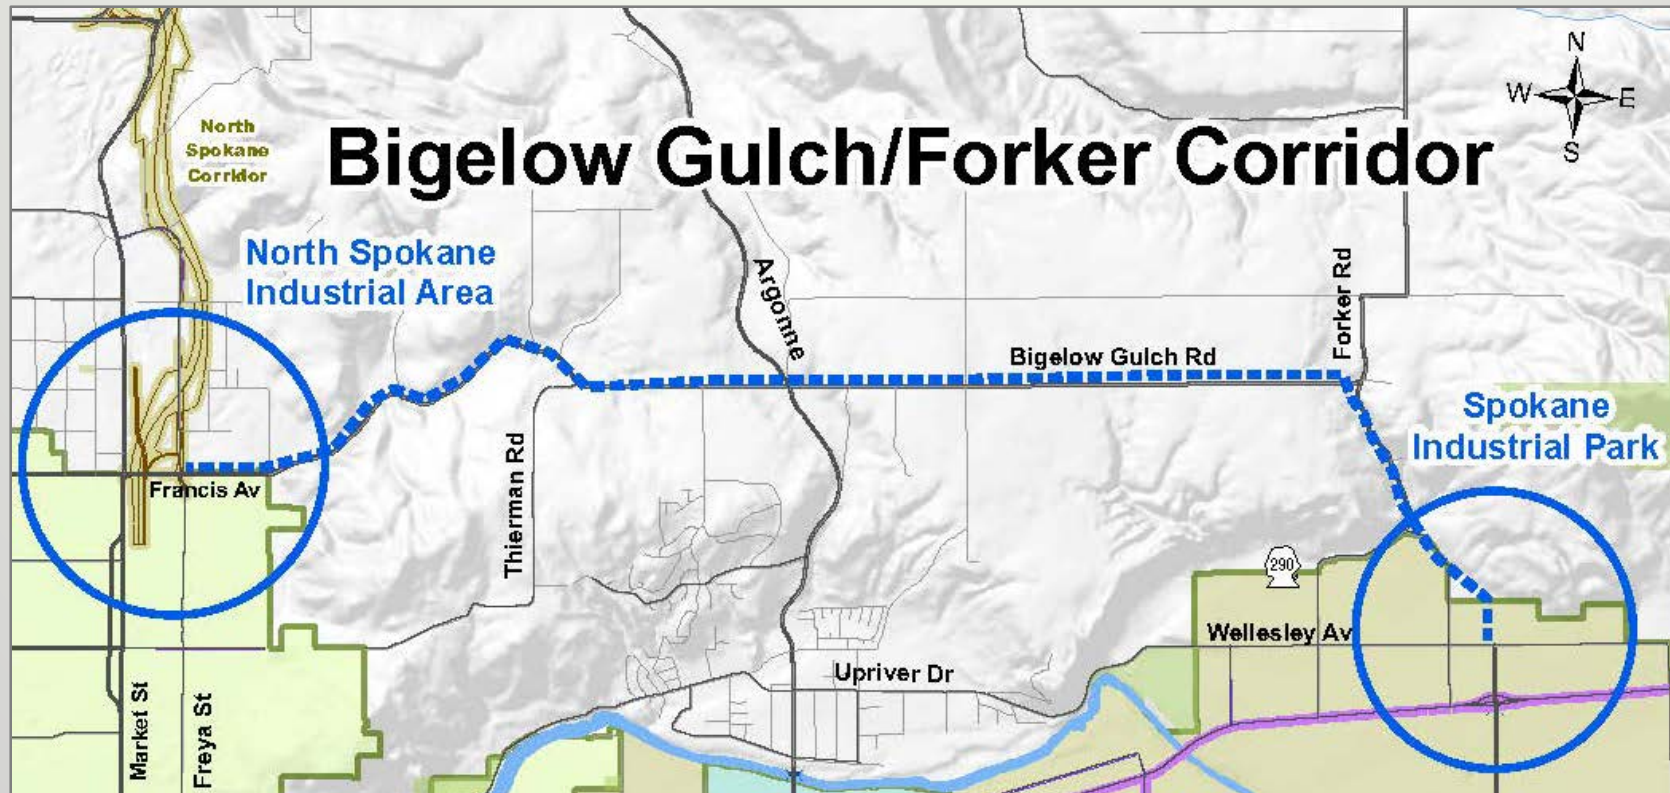 N
W
E
S
North
Spokane
Corridor
Bigelow Gulch/Forker Corridor
North Spokane
Industrial Area
Argonne
Forker Rd
Bigelow Gulch Rd
Spokane
Industrial Park
Francis Av
Thierman Rd
290
Wellesley Av
Upriver Dr
Market St
Freya St